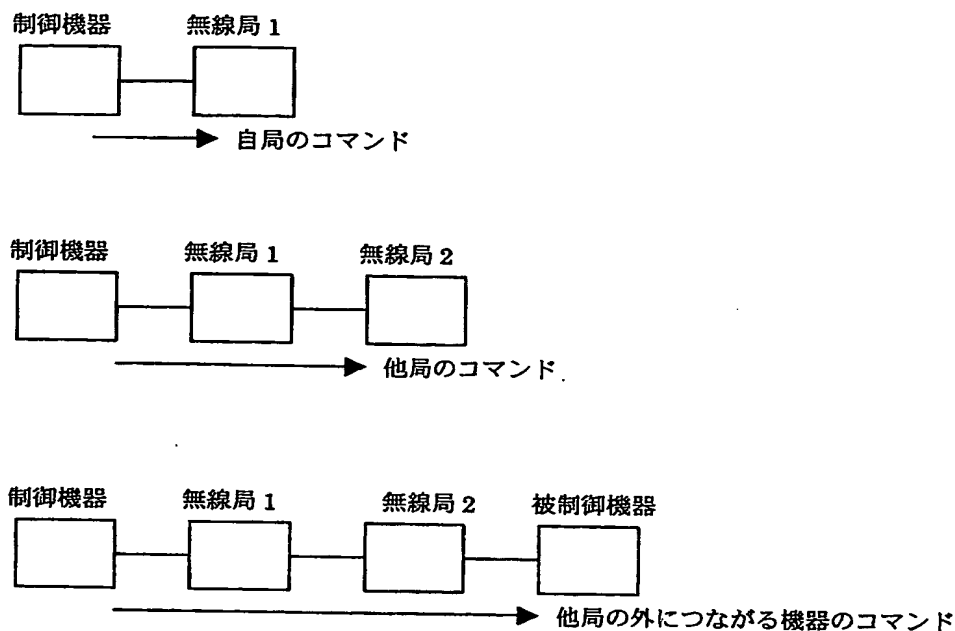 制御機器 無線局 1
自局のコマンド
制御機器 無線局 1 無線局 2
他局のコマンド
制御機器 無線局 1 無線局 2 被制御機器
他局の外につながる機器のコマンド